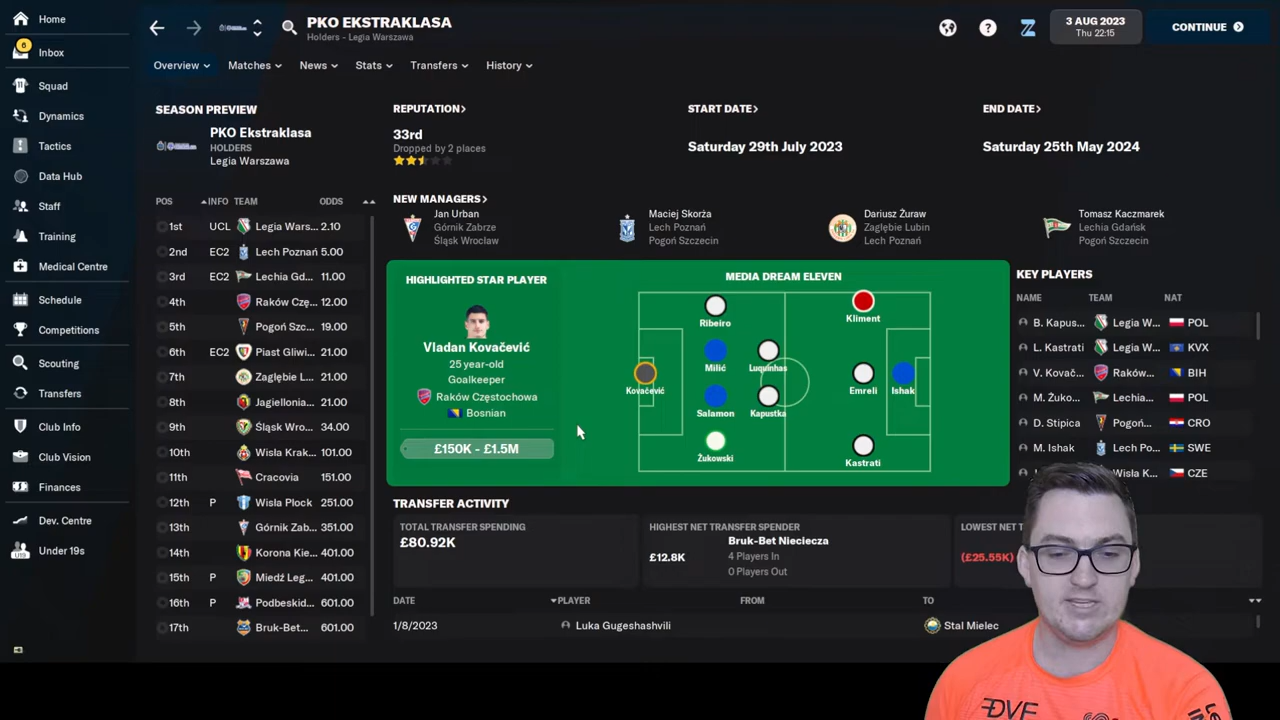 Home
6
Inbox
Squad
Dynamics
Tactics
Data Hub
Staff
Training
Medical Centre
Schedule
Competitions
Scouting
Transfers
Club Info
Club Vision
Finances
Dev. Centre
U19
Under 19s
PKO EKSTRAKLASA
Holders - Legia Warszawa
3 AUG 2023
Thu 22:15
CONTINUE
Overview
Matches
News
Stats
Transfers
History
SEASON PREVIEW
PKO Ekstraklasa
HOLDERS
Legia Warszawa
REPUTATION>
33rd
Dropped by 2 places
START DATE>
Saturday 29th July 2023
END DATE>
Saturday 25th May 2024
POS INFO TEAM ODDS
1st UCL Legia Wars... 2.10
2nd EC2 Lech Poznań 5.00
3rd EC2 Lechia Gd... 11.00
4th Raków Czę... 12.00
5th Pogoń Szc... 19.00
6th EC2 Piast Gliwi... 21.00
7th Zagłębie L... 21.00
8th Jagiellonia... 21.00
9th Śląsk Wro... 34.00
10th Wisła Krak... 101.00
11th Cracovia 151.00
12th P Wisła Płock 251.00
13th Górnik Zab... 351.00
14th Korona Kie... 401.00
15th P Miedź Leg... 401.00
16th P Podbeskid... 601.00
17th Bruk-Bet... 601.00
NEW MANAGERS>
Jan Urban
Górnik Zabrze
Śląsk Wrocław
Maciej Skorża
Lech Poznań
Pogoń Szczecin
Dariusz Żuraw
Zagłębie Lubin
Lech Poznań
Tomasz Kaczmarek
Lechia Gdańsk
Pogoń Szczecin
HIGHLIGHTED STAR PLAYER
Vladan Kovačević
25 year-old
Goalkeeper
Raków Częstochowa
Bosnian
£150K - £1.5M
MEDIA DREAM ELEVEN
Ribeiro
Kliment
Milić
Luquinhas
Kovačević
Emreli
Ishak
Salamon
Kapustka
Żukowski
Kastrati
KEY PLAYERS
NAME TEAM NAT
B. Kapus... Legia W... POL
L. Kastrati Legia W... KVX
V. Kovač... Raków... BIH
M. Żuko... Lechia... POL
D. Stipica Pogoń... CRO
M. Ishak Lech Po... SWE
Wisła K... CZE
TRANSFER ACTIVITY
TOTAL TRANSFER SPENDING
£80.92K
HIGHEST NET TRANSFER SPENDER
£12.8K
Bruk-Bet Nieciecza
4 Players In
0 Players Out
LOWEST NET T
(£25.55K)
DATE PLAYER FROM TO
1/8/2023 Luka Gugeshashvili Stal Mielec